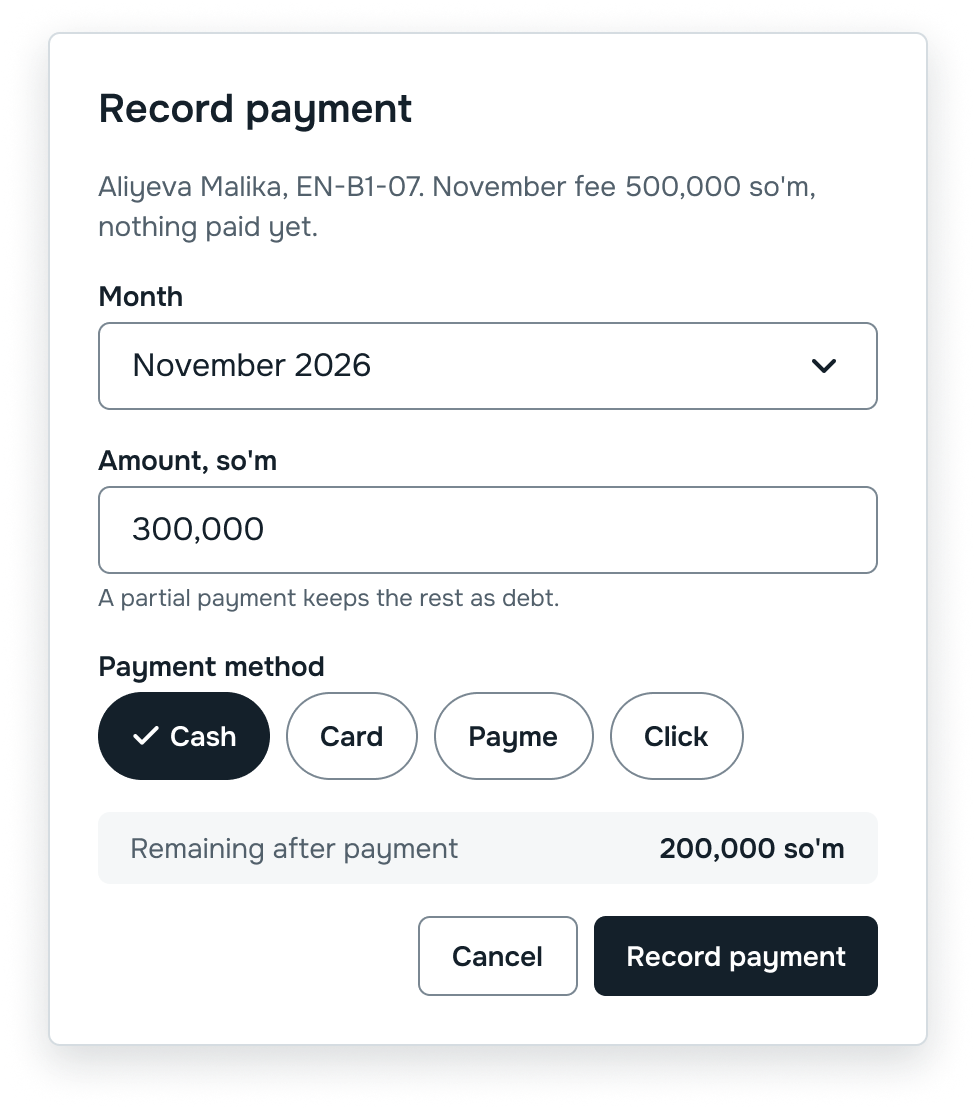 Record payment
Aliyeva Malika, EN-B1-07. November fee 500,000 so'm,
nothing paid yet.
Month
November 2026
Amount, so'm
300,000
A partial payment keeps the rest as debt.
Payment method
Cash Card Payme Click
Remaining after payment 200,000 so'm
Cancel Record payment